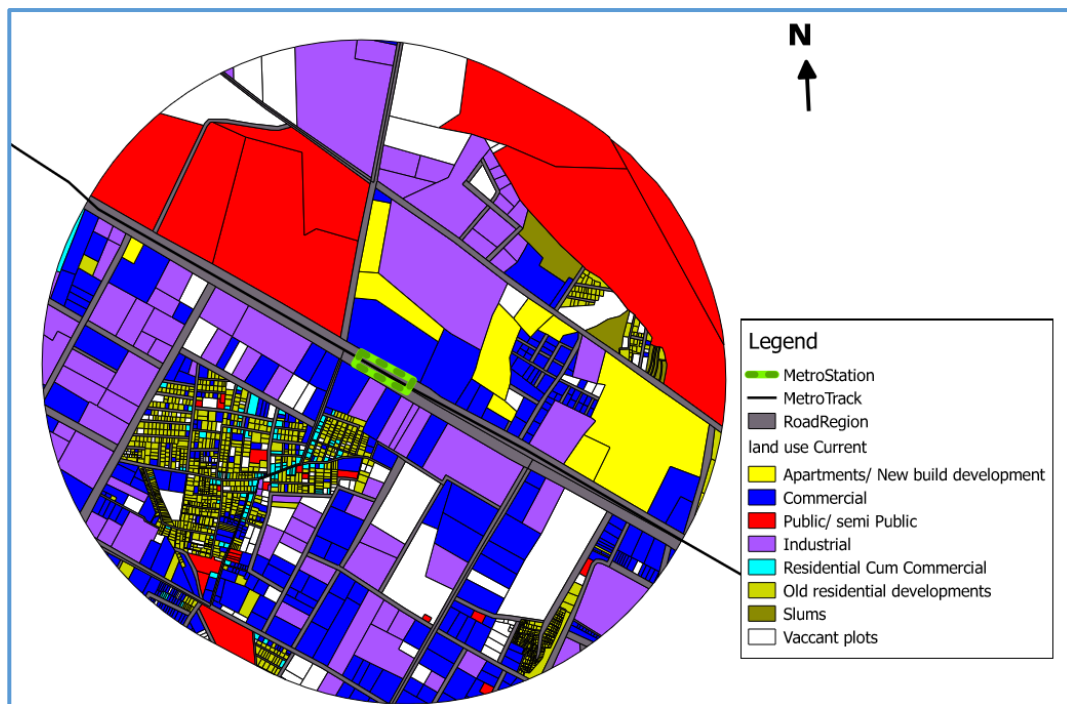 N
Legend
MetroStation
MetroTrack
RoadRegion
land use Current
Apartments/ New build development
Commercial
Public/ semi Public
Industrial
Residential Cum Commercial
Old residential developments
Slums
Vaccant plots